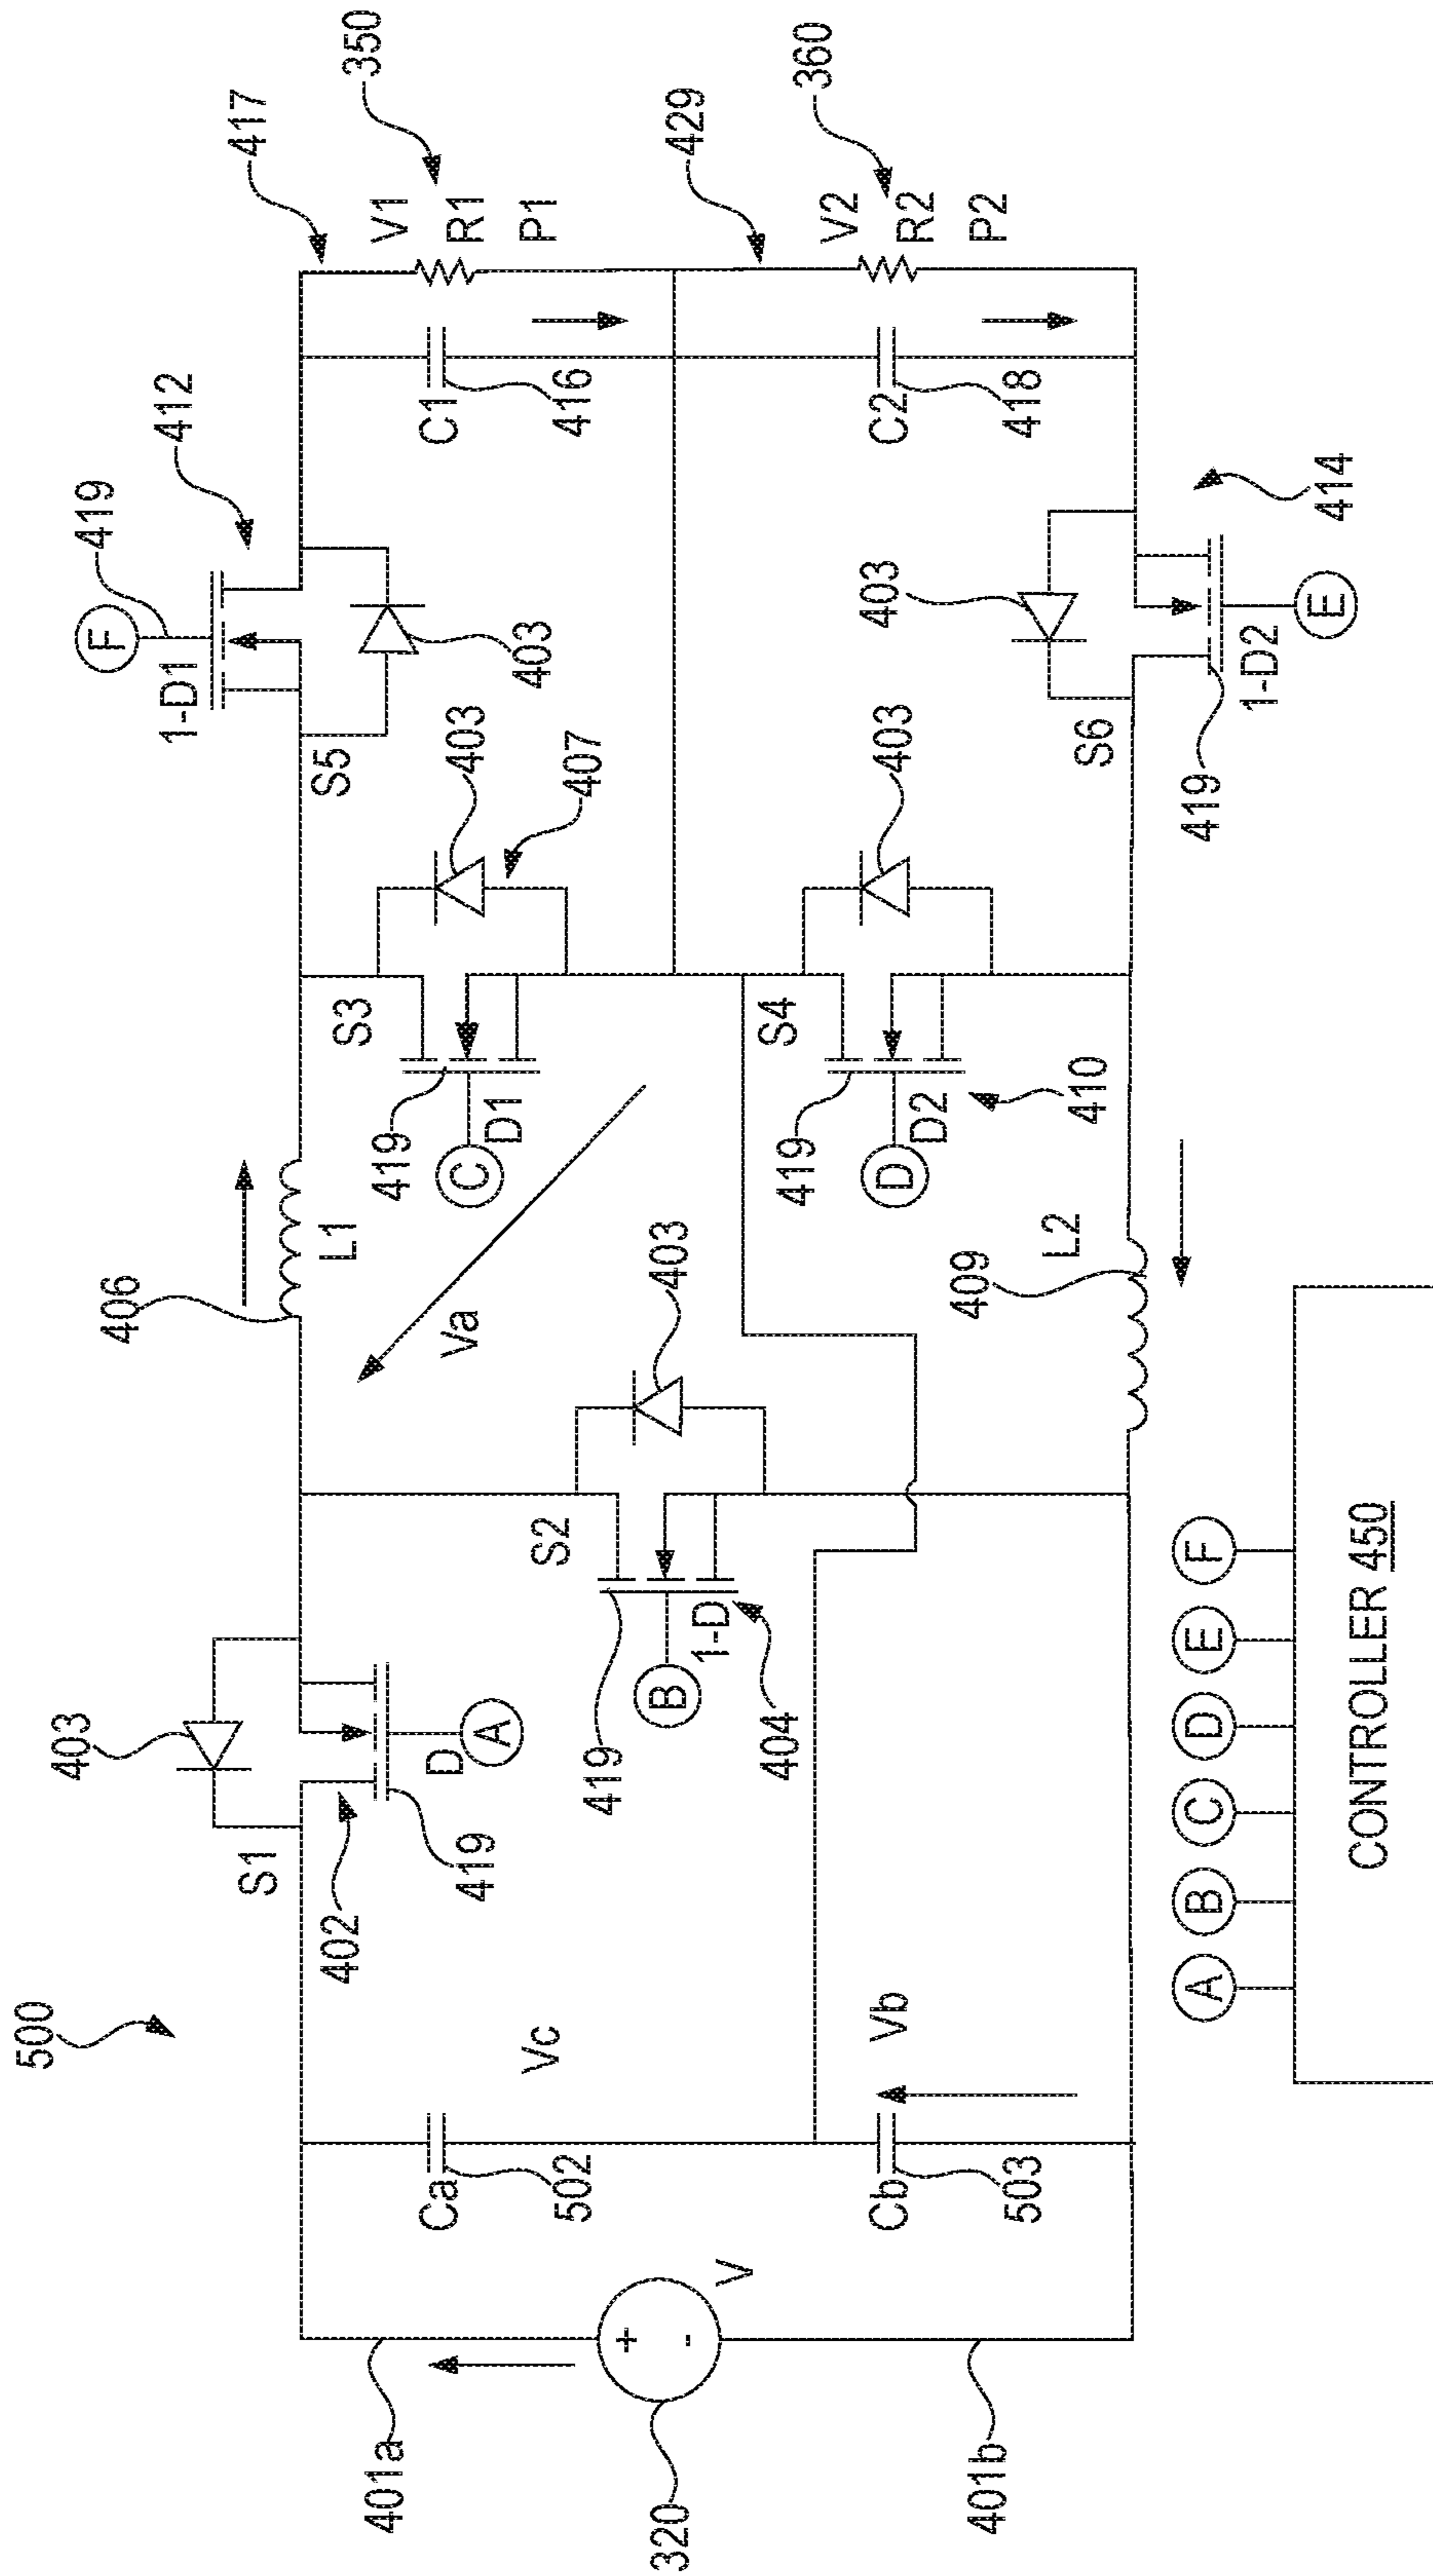 500
403
S1
402
419
D
A
406
L1
Va
S5
1-D1
F
419
412
403
417
V1
350
R1
P1
C1
416
S3
403
407
419
C
D1
401a
320
+
-
V
401b
Ca
502
Vc
Cb
503
Vb
S2
403
419
B
1-D
404
S4
403
419
D
D2
410
L2
409
403
S6
419
1-D2
E
414
429
V2
360
R2
P2
C2
418
A B C D E F
CONTROLLER 450